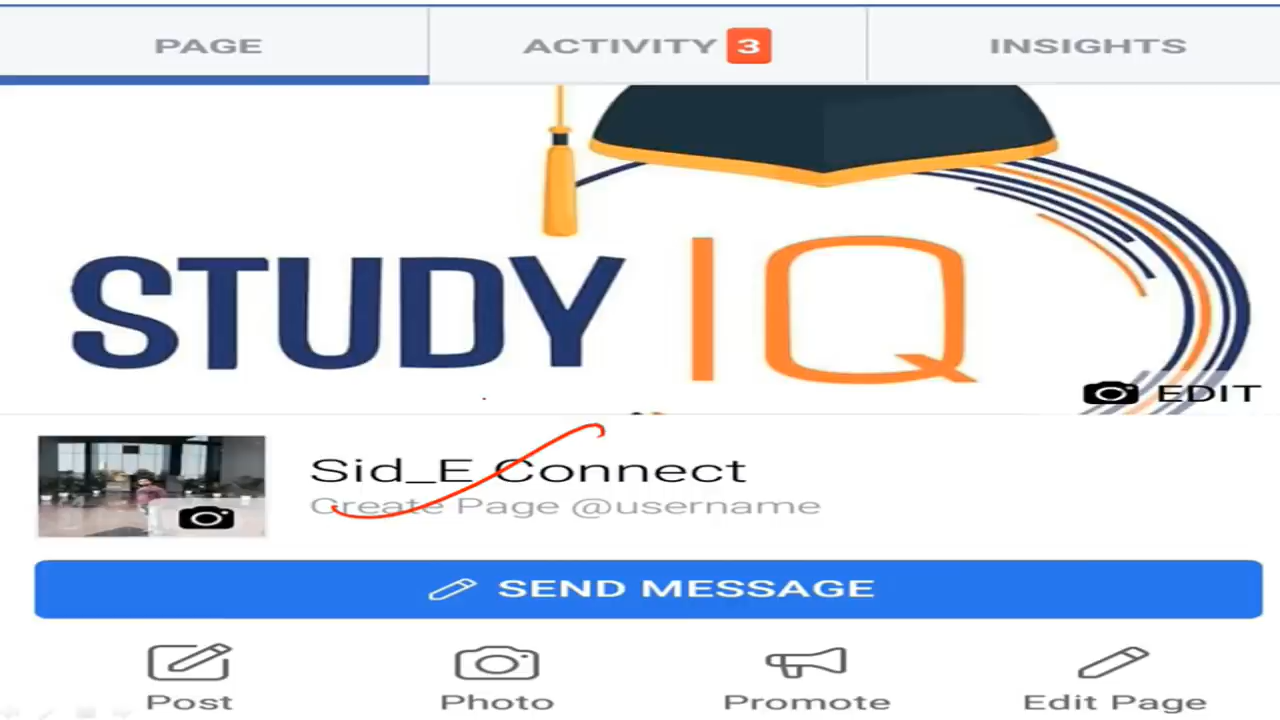 PAGE
ACTIVITY 3
INSIGHTS
STUDY IQ
EDIT
Sid_E Connect
Create Page @username
SEND MESSAGE
Post
Photo
Promote
Edit Page